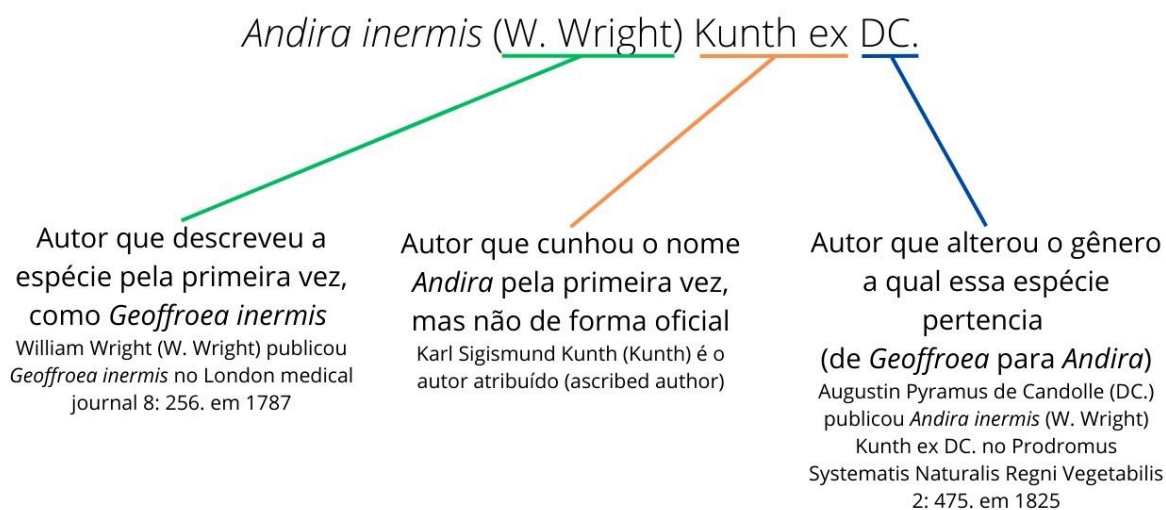 Andira inermis (W. Wright) Kunth ex DC.
Autor que descreveu a
espécie pela primeira vez,
como Geoffroea inermis
William Wright (W. Wright) publicou
Geoffroea inermis no London medical
journal 8: 256. em 1787
Autor que cunhou o nome
Andira pela primeira vez,
mas não de forma oficial
Karl Sigismund Kunth (Kunth) é o
autor atribuído (ascribed author)
Autor que alterou o gênero
a qual essa espécie
pertencia
(de Geoffroea para Andira)
Augustin Pyramus de Candolle (DC.)
publicou Andira inermis (W. Wright)
Kunth ex DC. no Prodromus
Systematis Naturalis Regni Vegetabilis
2: 475. em 1825